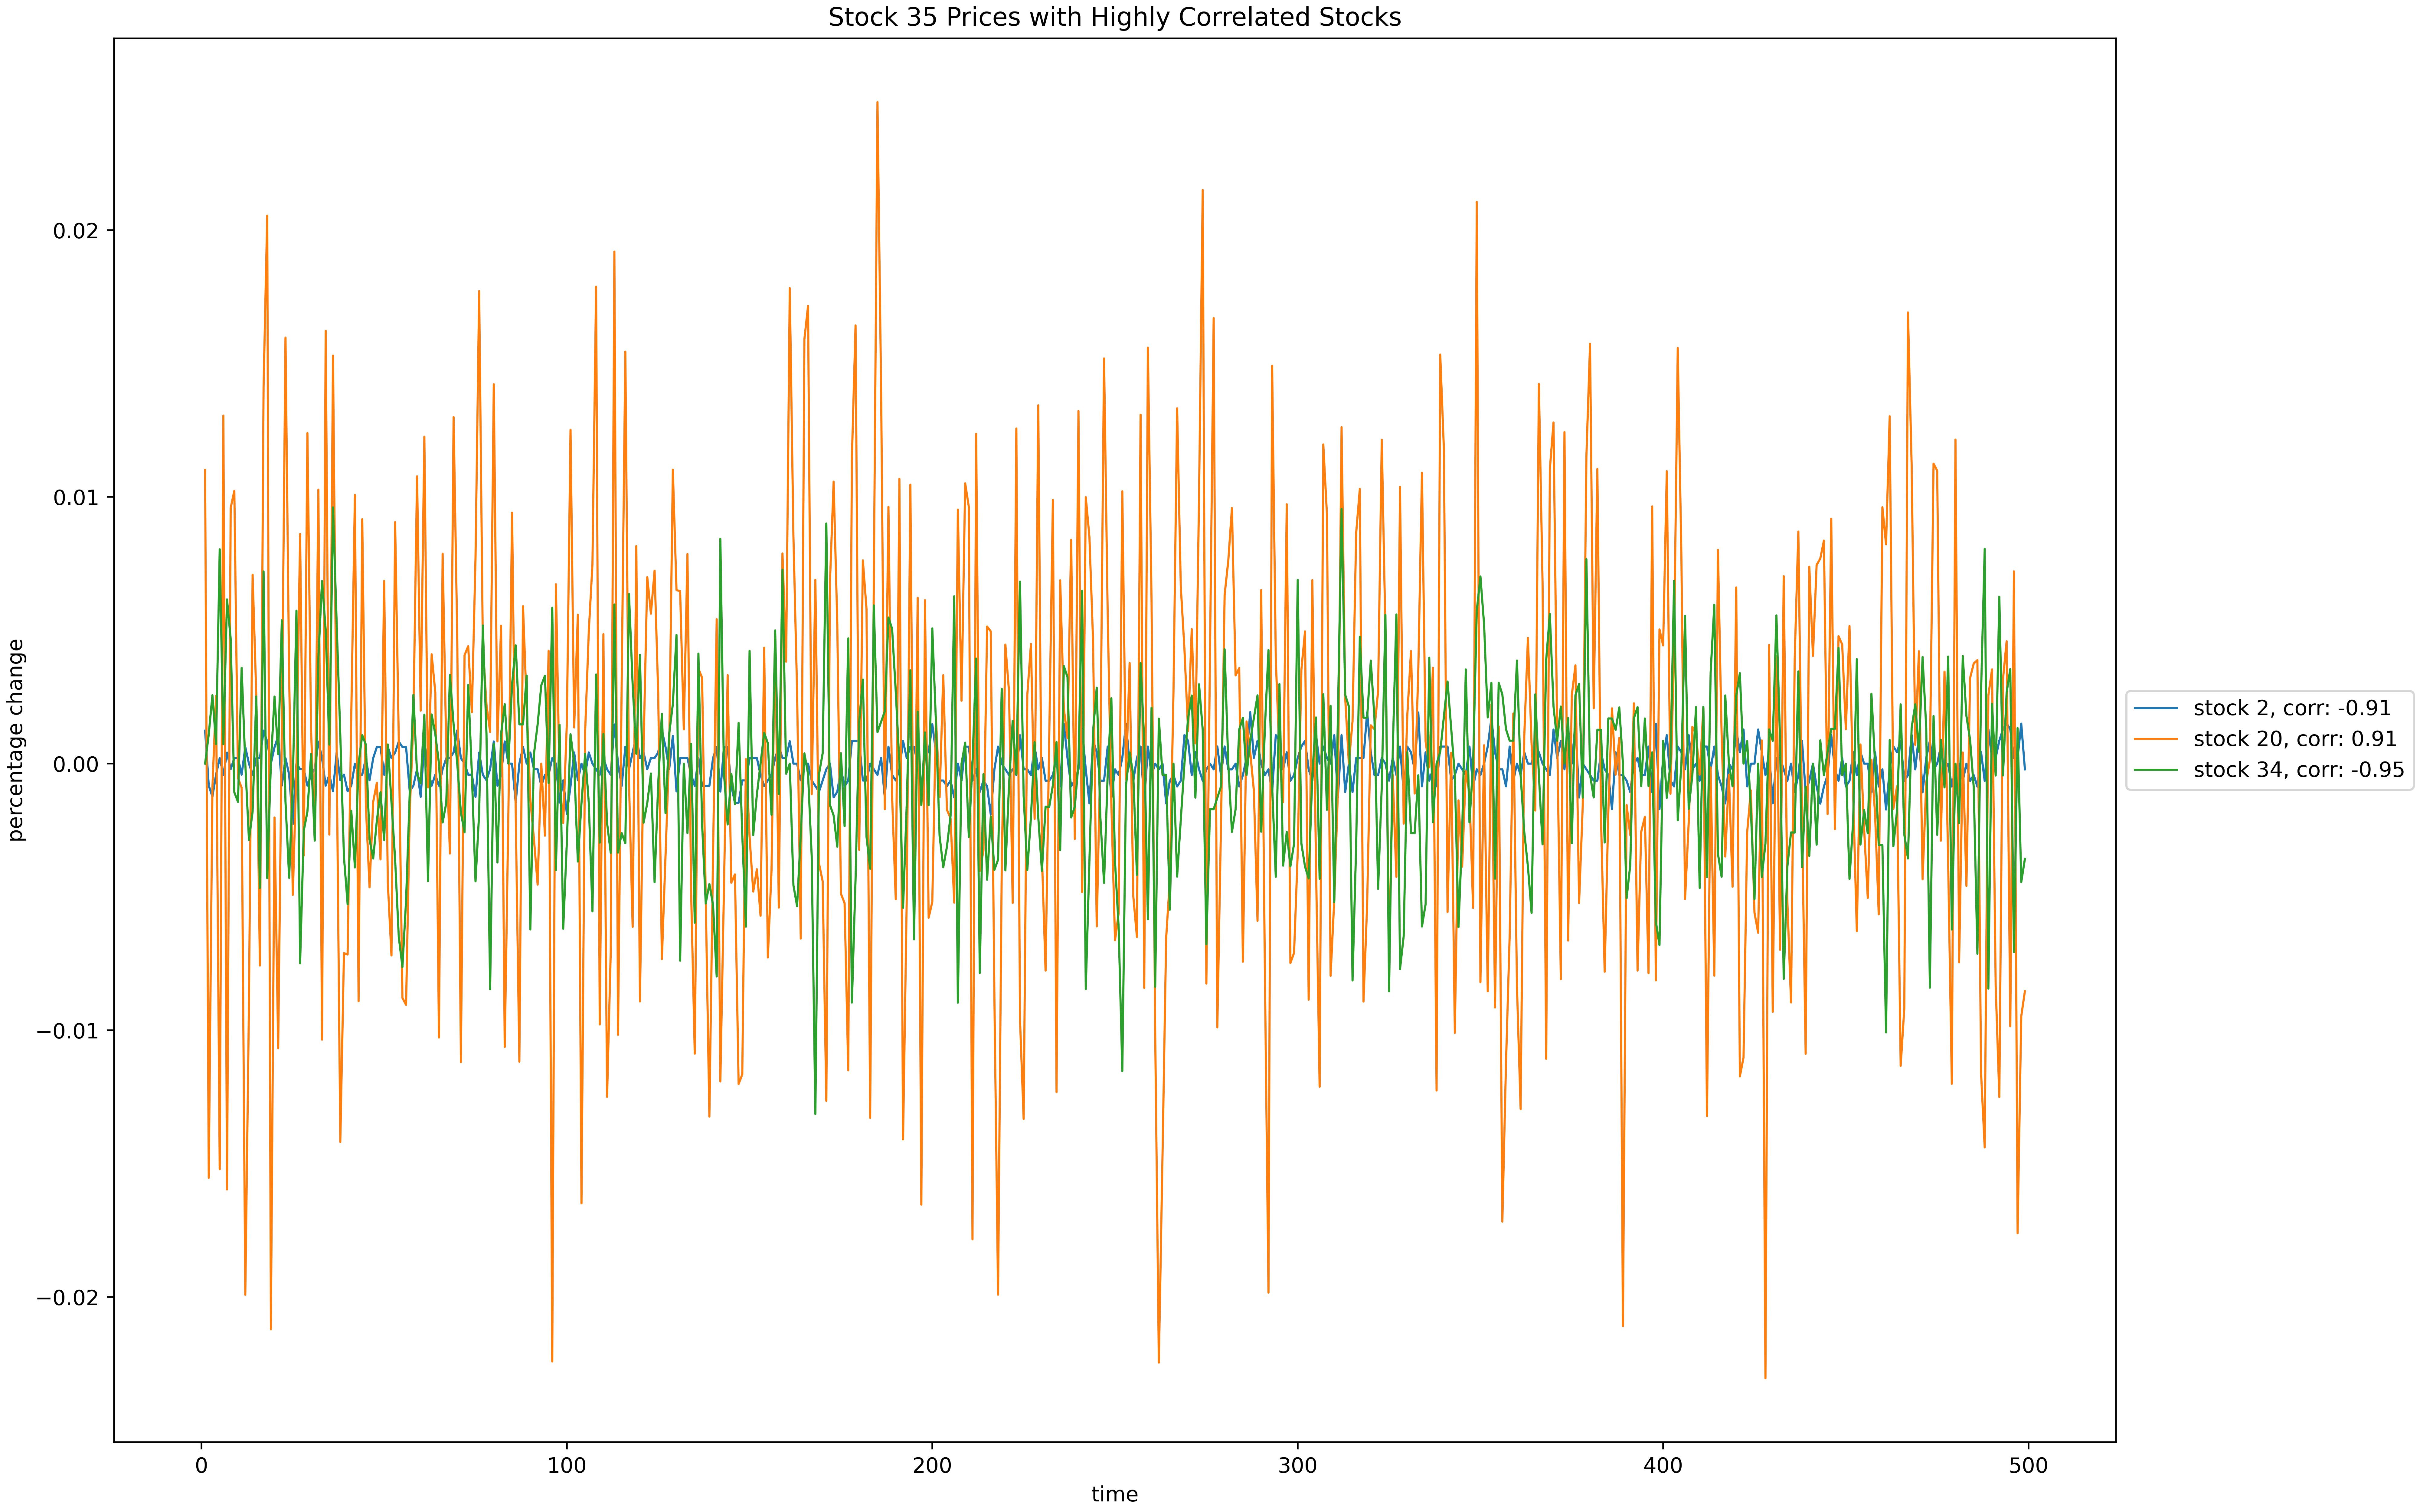 Stock 35 Prices with Highly Correlated Stocks
percentage change
0.02
0.01
0.00
−0.01
−0.02
0
100
200
300
400
500
time
stock 2, corr: -0.91
stock 20, corr: 0.91
stock 34, corr: -0.95